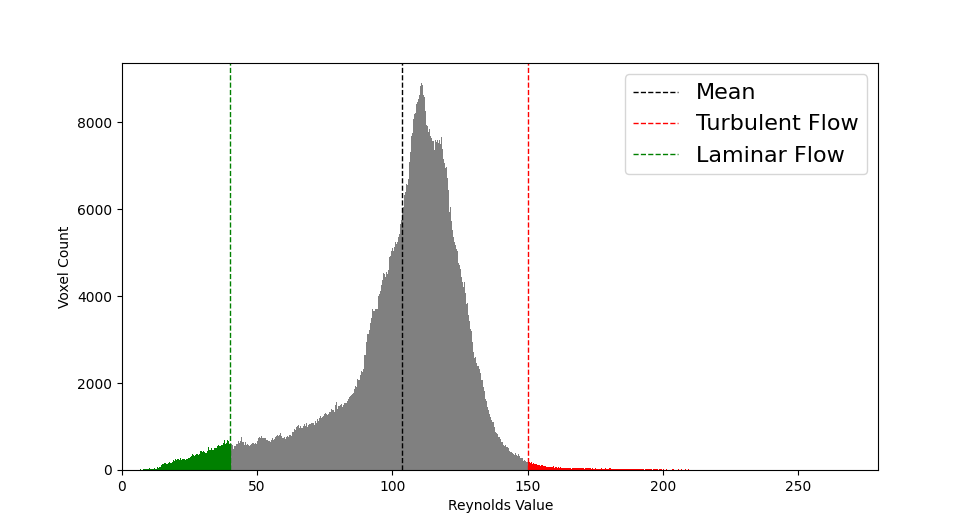 Mean
Turbulent Flow
Laminar Flow
8000
6000
4000
2000
0
Voxel Count
0 50 100 150 200 250
Reynolds Value